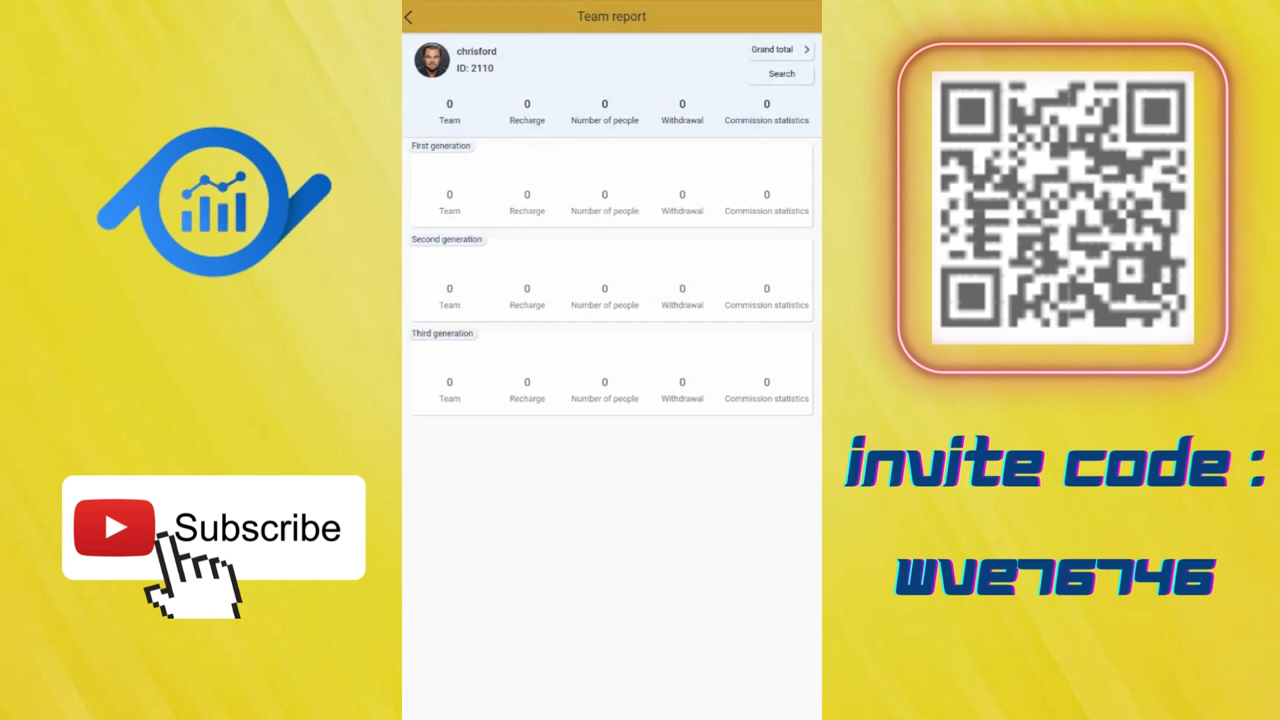 Team report
chrisford
ID: 2110
Grand total
Search
0 0 0 0 0
Team Recharge Number of people Withdrawal Commission statistics
First generation
0 0 0 0 0
Team Recharge Number of people Withdrawal Commission statistics
Second generation
0 0 0 0 0
Team Recharge Number of people Withdrawal Commission statistics
Third generation
0 0 0 0 0
Team Recharge Number of people Withdrawal Commission statistics
Subscribe
invite code :
wve76746